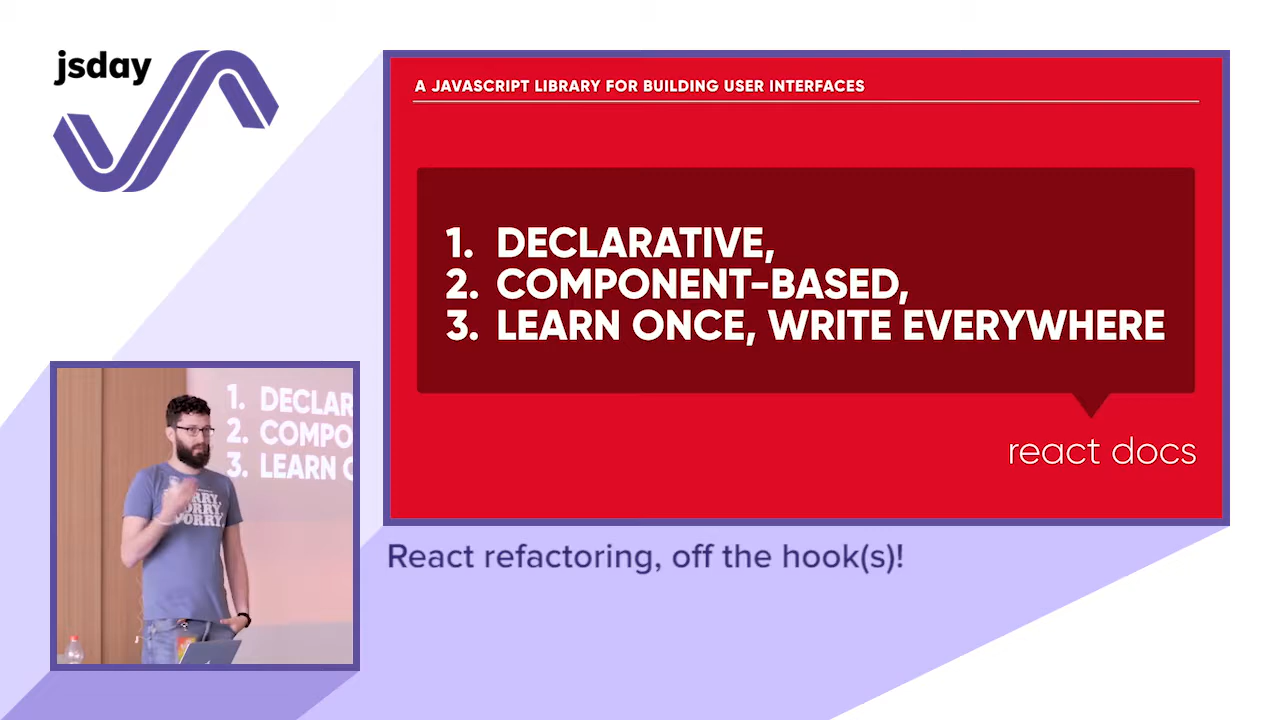 jsday
A JAVASCRIPT LIBRARY FOR BUILDING USER INTERFACES
1. DECLARATIVE,
2. COMPONENT-BASED,
3. LEARN ONCE, WRITE EVERYWHERE
react docs
1. DECLAR
2. COMPO
3. LEARN O
React refactoring, off the hook(s)!